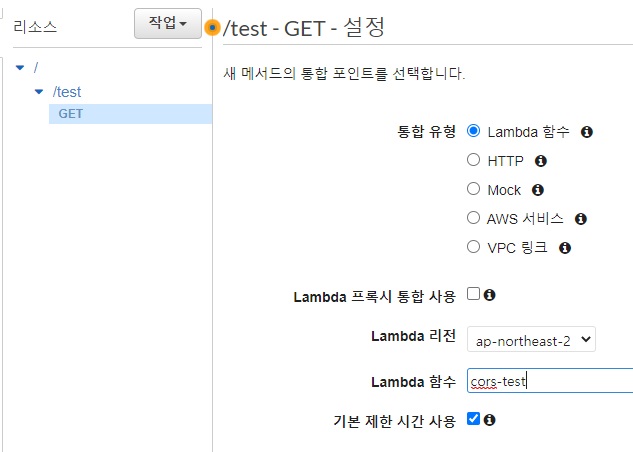 리소스
작업
/
/test
GET
/test - GET - 설정
새 메서드의 통합 포인트를 선택합니다.
통합 유형
Lambda 함수
HTTP
Mock
AWS 서비스
VPC 링크
Lambda 프록시 통합 사용
Lambda 리전
ap-northeast-2
Lambda 함수
cors-test
기본 제한 시간 사용